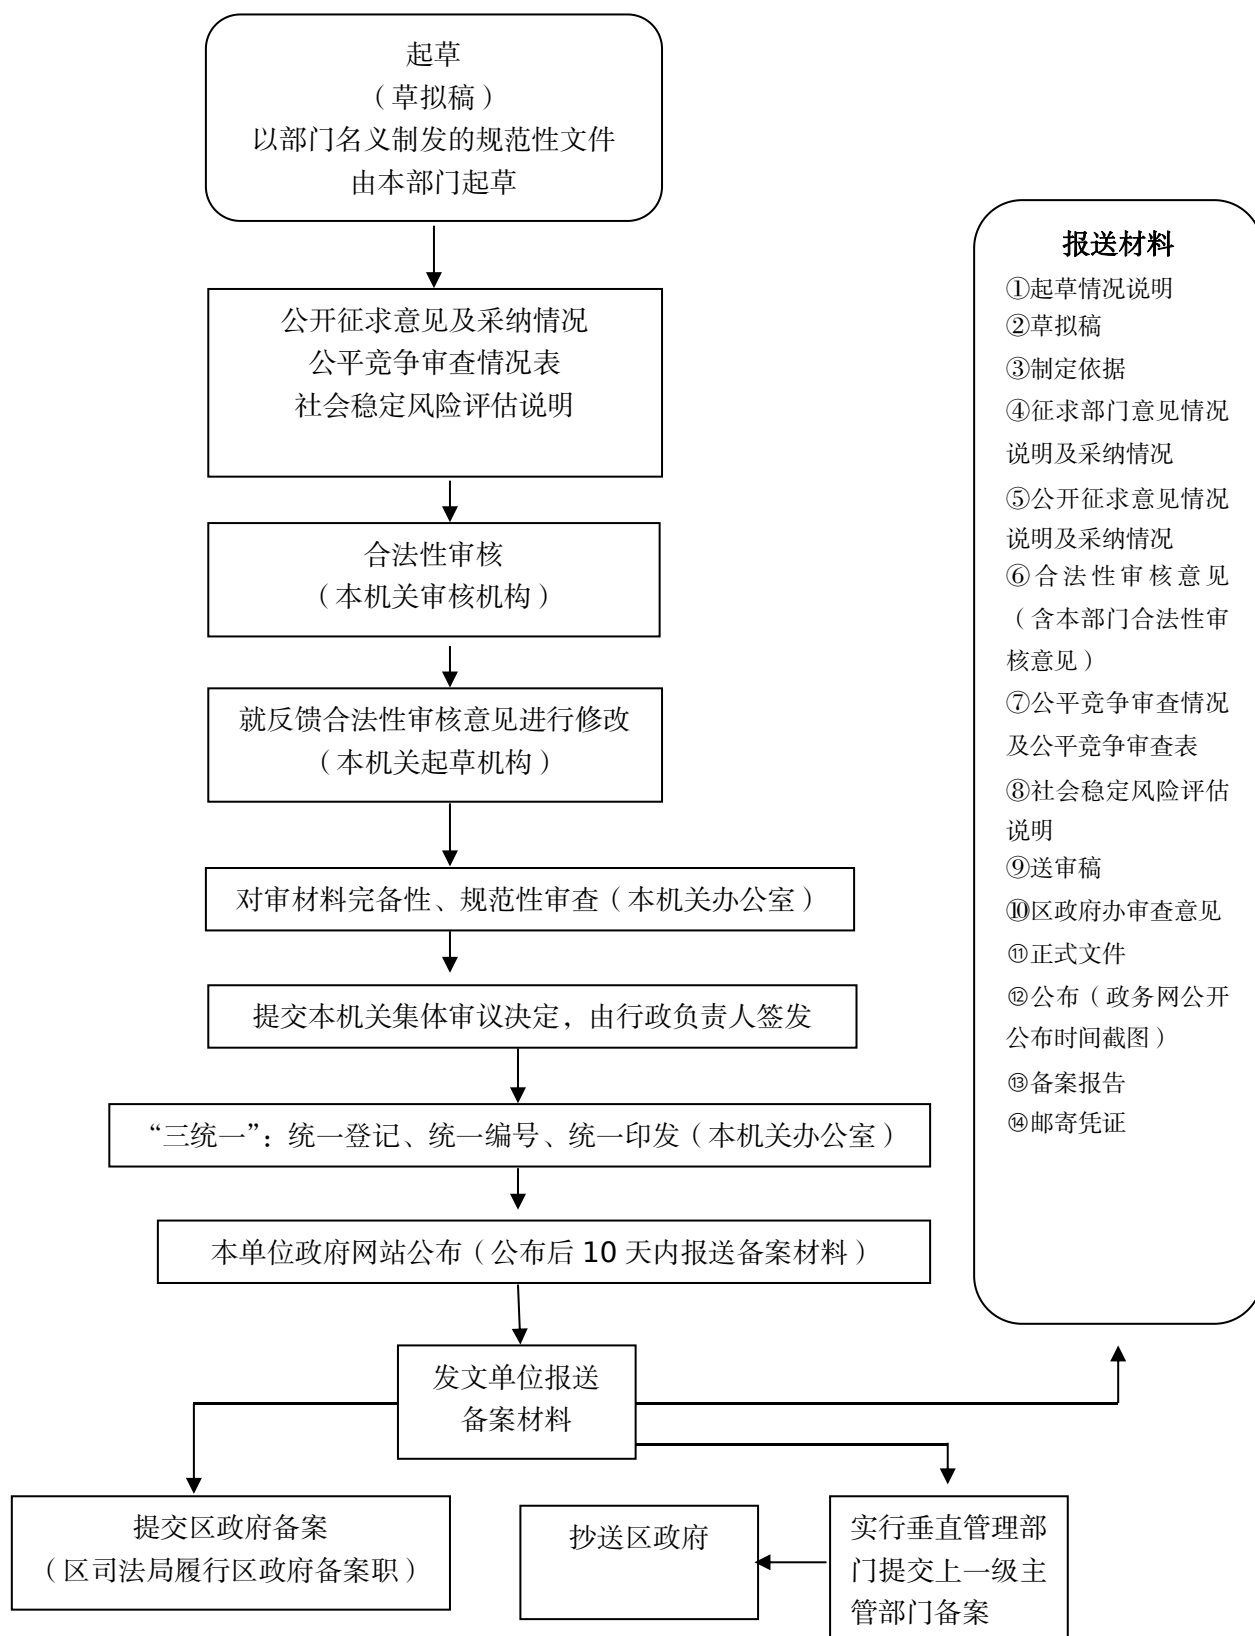 起草
（草拟稿）
以部门名义制发的规范性文件
由本部门起草
公开征求意见及采纳情况
公平竞争审查情况表
社会稳定风险评估说明
合法性审核
（本机关审核机构）
就反馈合法性审核意见进行修改
（本机关起草机构）
对审材料完备性、规范性审查（本机关办公室）
提交本机关集体审议决定，由行政负责人签发
“三统一”：统一登记、统一编号、统一印发（本机关办公室）
本单位政府网站公布（公布后 10 天内报送备案材料）
发文单位报送
备案材料
提交区政府备案
（区司法局履行区政府备案职）
抄送区政府
实行垂直管理部
门提交上一级主
管部门备案
报送材料
①起草情况说明
②草拟稿
③制定依据
④征求部门意见情况
说明及采纳情况
⑤公开征求意见情况
说明及采纳情况
⑥合法性审核意见
（含本部门合法性审
核意见）
⑦公平竞争审查情况
及公平竞争审查表
⑧社会稳定风险评估
说明
⑨送审稿
⑩区政府办审查意见
⑪正式文件
⑫公布（政务网公开
公布时间截图）
⑬备案报告
⑭邮寄凭证